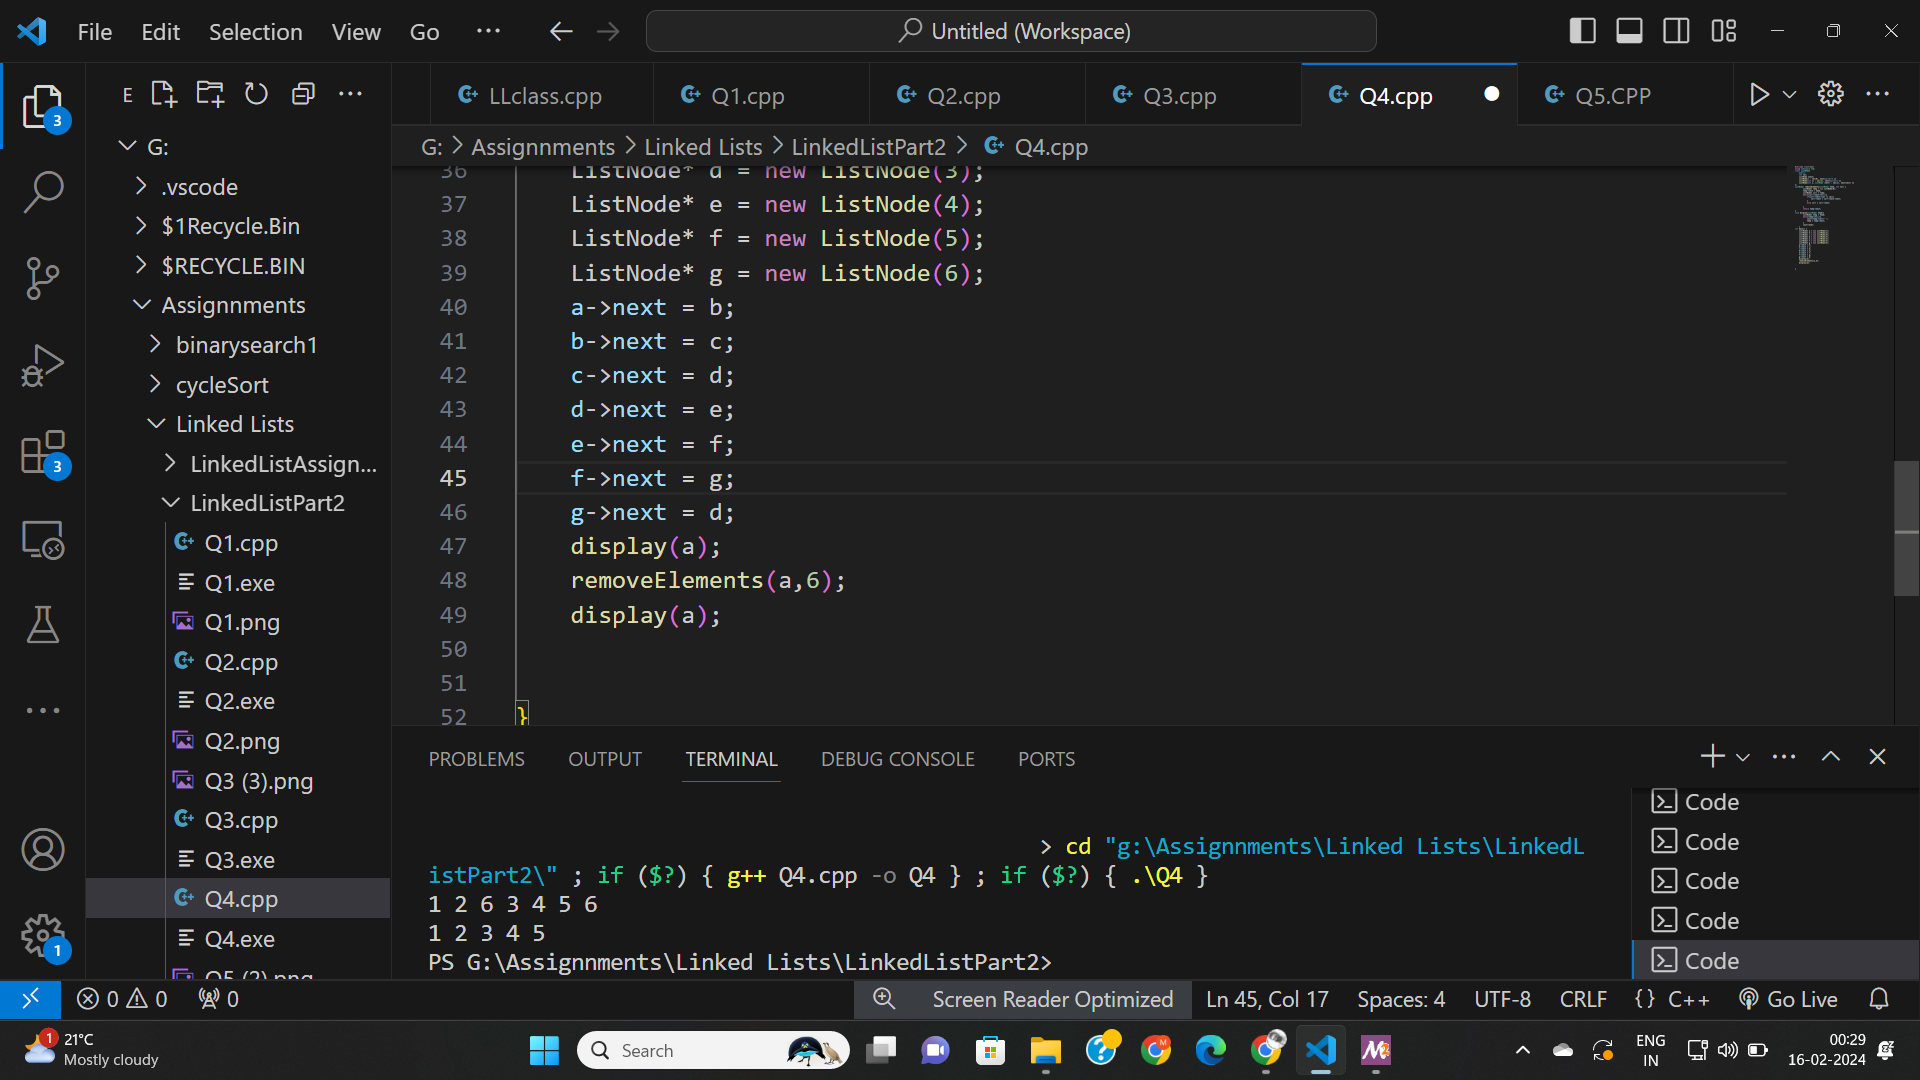 File Edit Selection View Go
Untitled (Workspace)
E
LLclass.cpp Q1.cpp Q2.cpp Q3.cpp Q4.cpp Q5.CPP
G: > Assignnments > Linked Lists > LinkedListPart2 > Q4.cpp
3
G:
.vscode
$1Recycle.Bin
$RECYCLE.BIN
Assignnments
binarysearch1
cycleSort
Linked Lists
LinkedListAssign...
LinkedListPart2
Q1.cpp
Q1.exe
Q1.png
Q2.cpp
Q2.exe
Q2.png
Q3 (3).png
Q3.cpp
Q3.exe
Q4.cpp
Q4.exe
Q5 (2).png
3
1
36 ListNode* d = new ListNode(3);
37 ListNode* e = new ListNode(4);
38 ListNode* f = new ListNode(5);
39 ListNode* g = new ListNode(6);
40 a->next = b;
41 b->next = c;
42 c->next = d;
43 d->next = e;
44 e->next = f;
45 f->next = g;
46 g->next = d;
47 display(a);
48 removeElements(a,6);
49 display(a);
50
51
52 }
PROBLEMS OUTPUT TERMINAL DEBUG CONSOLE PORTS
> cd "g:\Assignnments\Linked Lists\LinkedL
istPart2\" ; if ($?) { g++ Q4.cpp -o Q4 } ; if ($?) { .\Q4 }
1 2 6 3 4 5 6
1 2 3 4 5
PS G:\Assignnments\Linked Lists\LinkedListPart2>
Code
Code
Code
Code
Code
0 0 0 Screen Reader Optimized Ln 45, Col 17 Spaces: 4 UTF-8 CRLF {} C++ Go Live
1
21°C
Mostly cloudy
Search
ENG
IN
00:29
16-02-2024